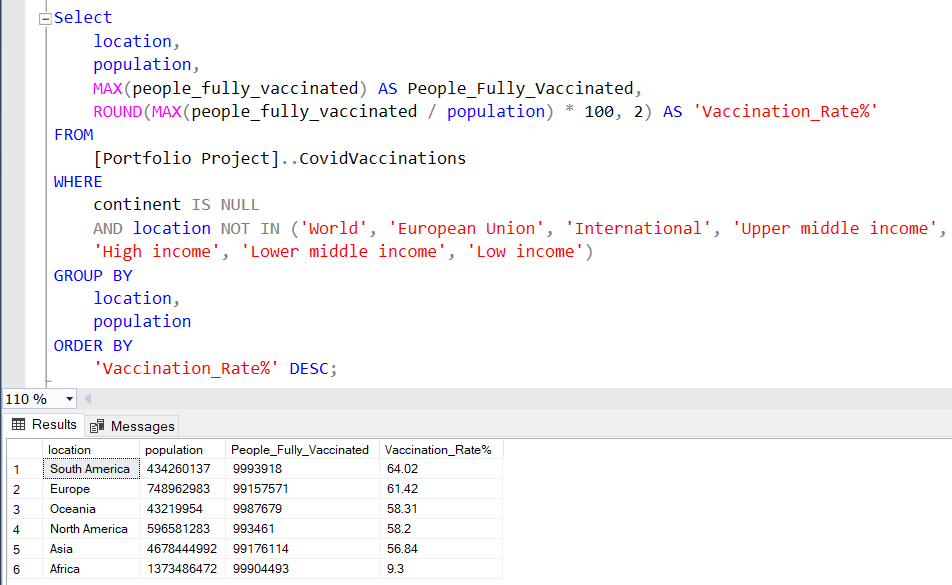 Select
location,
population,
MAX(people_fully_vaccinated) AS People_Fully_Vaccinated,
ROUND(MAX(people_fully_vaccinated / population) * 100, 2) AS 'Vaccination_Rate%'
FROM
[Portfolio Project]..CovidVaccinations
WHERE
continent IS NULL
AND location NOT IN ('World', 'European Union', 'International', 'Upper middle income',
'High income', 'Lower middle income', 'Low income')
GROUP BY
location,
population
ORDER BY
'Vaccination_Rate%' DESC;
110 %
Results Messages
location population People_Fully_Vaccinated Vaccination_Rate%
1 South America 434260137 9993918 64.02
2 Europe 748962983 99157571 61.42
3 Oceania 43219954 9987679 58.31
4 North America 596581283 993461 58.2
5 Asia 4678444992 99176114 56.84
6 Africa 1373486472 99904493 9.3